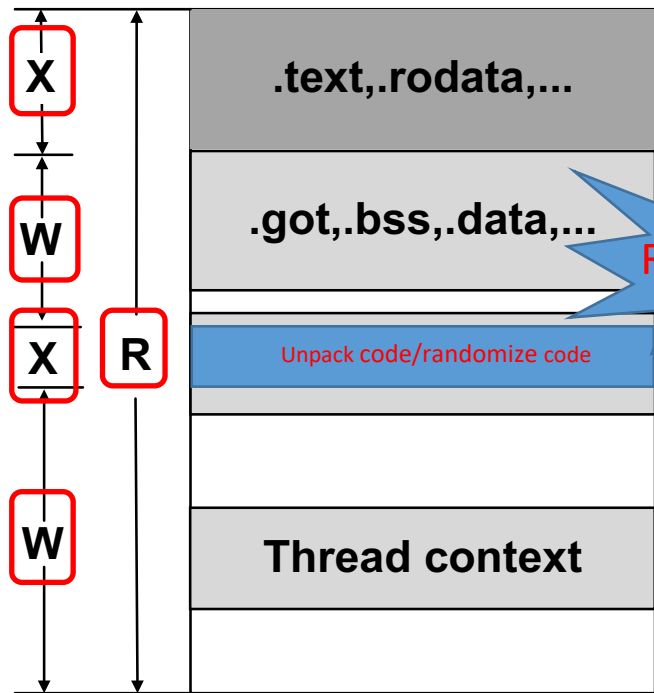 X
.text,.rodata,...
W
.got,.bss,.data,...
X
R
Unpack code/randomize code
W
Thread context